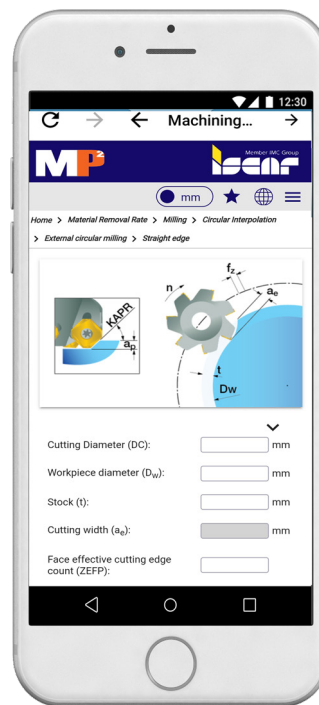 12:30
Machining...
MP²
Member IMC Group
iscar
mm
Home > Material Removal Rate > Milling > Circular Interpolation
> External circular milling > Straight edge
KAPR
ap
n
fz
ae
t
Dw
Cutting Diameter (DC): mm
Workpiece diameter (Dw): mm
Stock (t): mm
Cutting width (ae): mm
Face effective cutting edge
count (ZEFP):